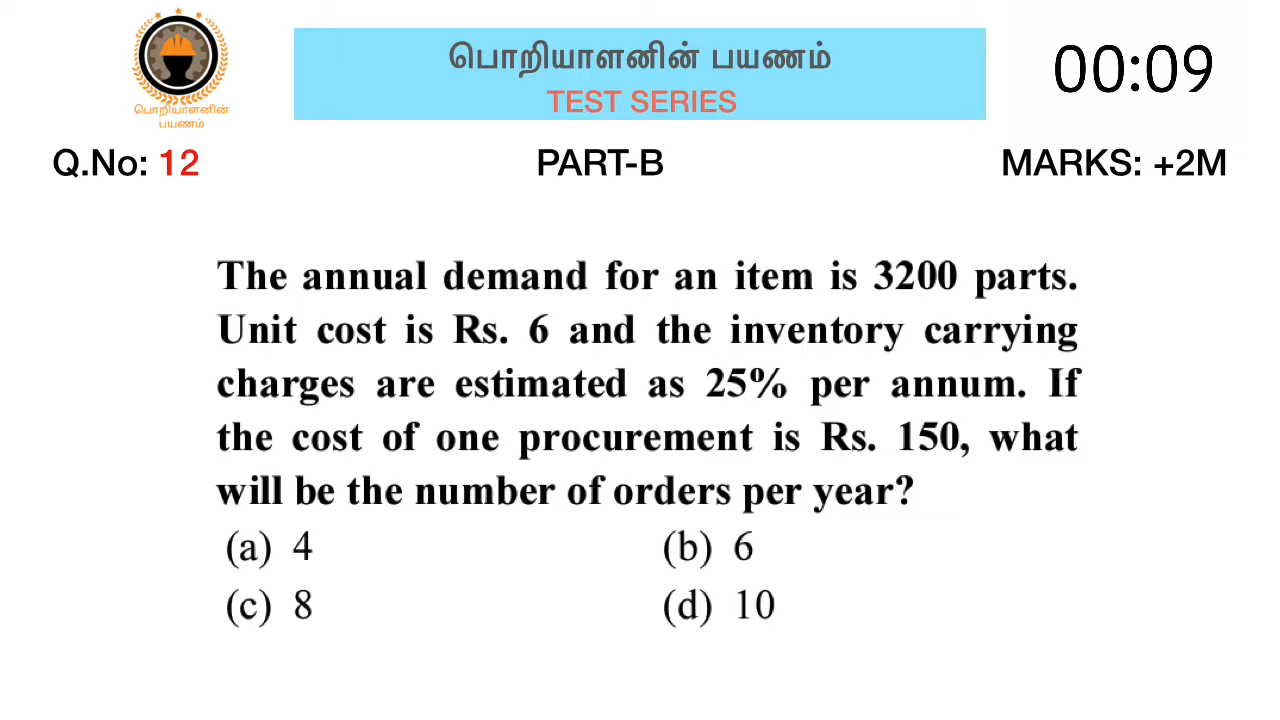 பொறியாளனின் பயணம்
TEST SERIES
00:09
பொறியாளனின்
பயணம்
Q.No: 12 PART-B MARKS: +2M
The annual demand for an item is 3200 parts.
Unit cost is Rs. 6 and the inventory carrying
charges are estimated as 25% per annum. If
the cost of one procurement is Rs. 150, what
will be the number of orders per year?
(a) 4 (b) 6
(c) 8 (d) 10